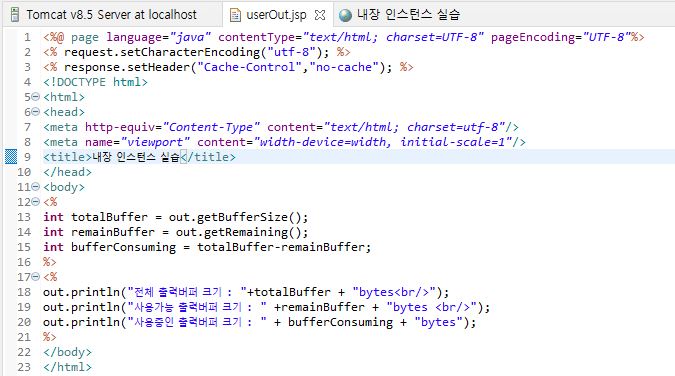 Tomcat v8.5 Server at localhost userOut.jsp 내장 인스턴스 실습
1 <%@ page language="java" contentType="text/html; charset=UTF-8" pageEncoding="UTF-8"%>
2 <% request.setCharacterEncoding("utf-8"); %>
3 <% response.setHeader("Cache-Control","no-cache"); %>
4 <!DOCTYPE html>
5 <html>
6 <head>
7 <meta http-equiv="Content-Type" content="text/html; charset=utf-8"/>
8 <meta name="viewport" content="width-device=width, initial-scale=1"/>
9 <title>내장 인스턴스 실습</title>
10 </head>
11 <body>
12 <%
13 int totalBuffer = out.getBufferSize();
14 int remainBuffer = out.getRemaining();
15 int bufferConsuming = totalBuffer-remainBuffer;
16 %>
17 <%
18 out.println("전체 출력버퍼 크기 : "+totalBuffer + "bytes<br/>");
19 out.println("사용가능 출력버퍼 크기 : " +remainBuffer + "bytes <br/>");
20 out.println("사용중인 출력버퍼 크기 : " + bufferConsuming + "bytes");
21 %>
22 </body>
23 </html>